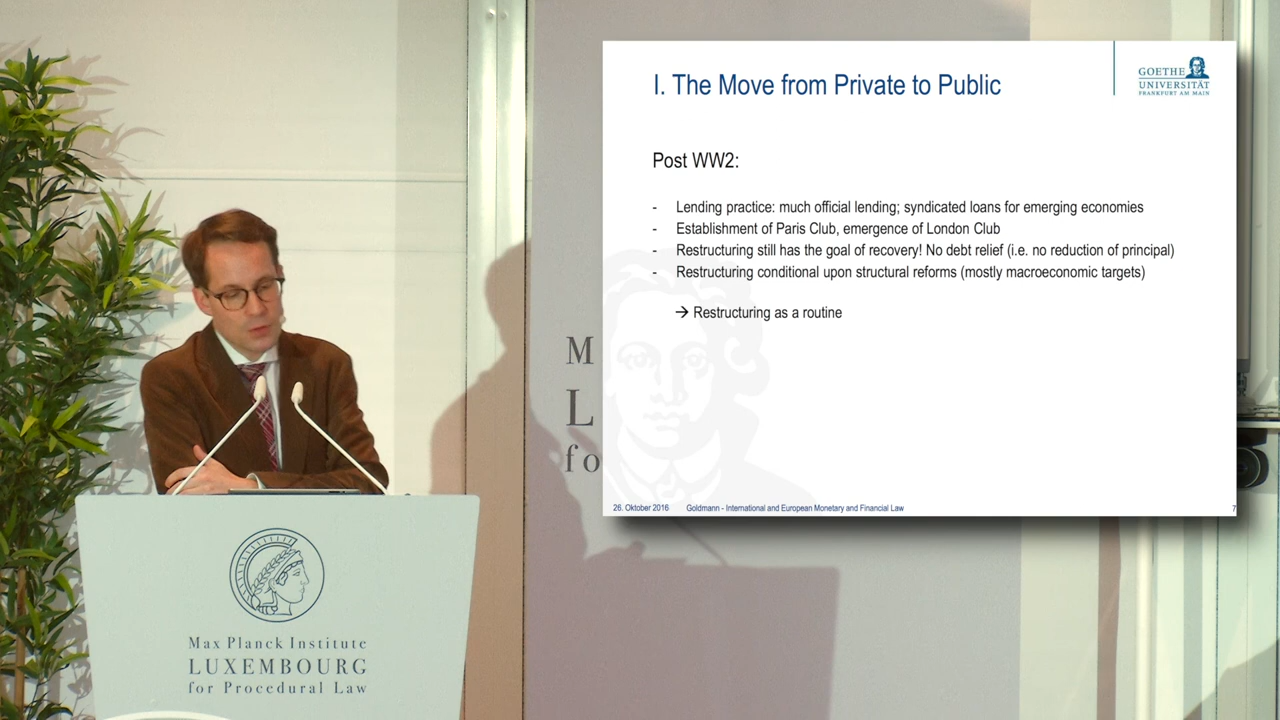 I. The Move from Private to Public
GOETHE
UNIVERSITÄT
FRANKFURT AM MAIN
Post WW2:
- Lending practice: much official lending; syndicated loans for emerging economies
- Establishment of Paris Club, emergence of London Club
- Restructuring still has the goal of recovery! No debt relief (i.e. no reduction of principal)
- Restructuring conditional upon structural reforms (mostly macroeconomic targets)
→ Restructuring as a routine
26. Oktober 2016 Goldmann - International and European Monetary and Financial Law 7
M
L
fo
Max Planck Institute
LUXEMBOURG
for Procedural Law